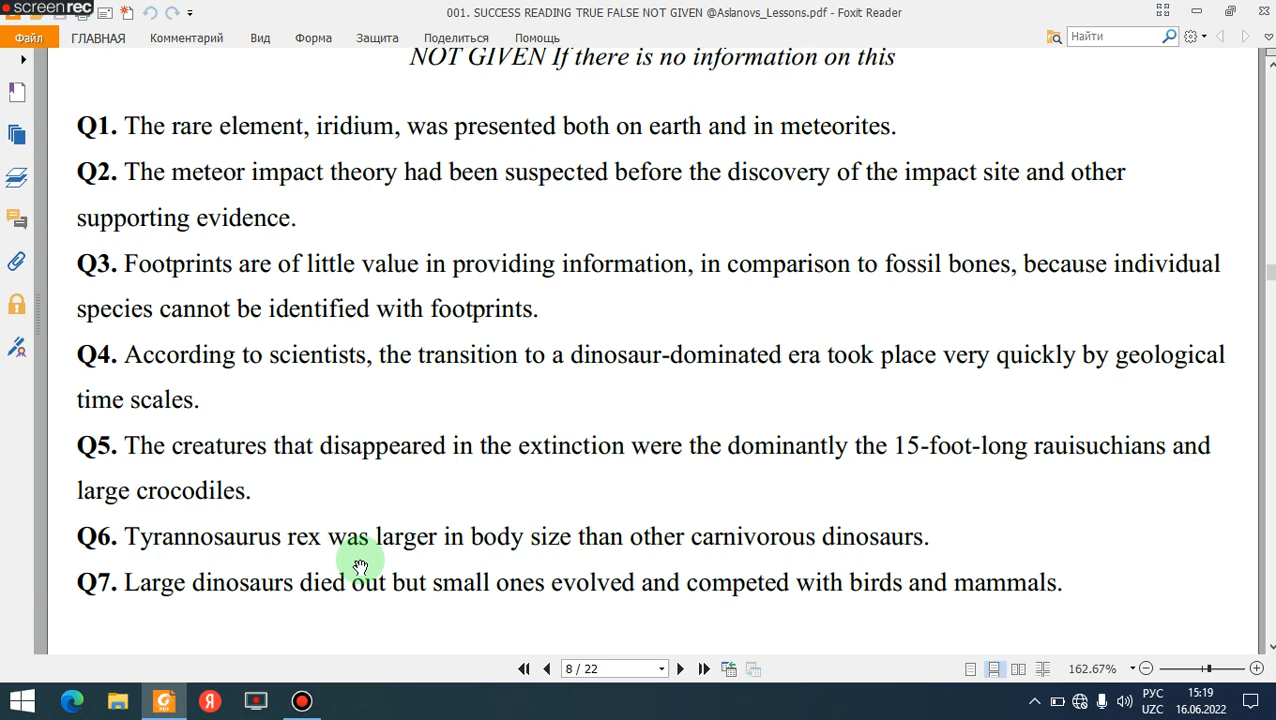 screenrec
001. SUCCESS READING TRUE FALSE NOT GIVEN @Aslanovs_Lessons.pdf - Foxit Reader
Файл ГЛАВНАЯ Комментарий Вид Форма Защита Поделиться Помощь Найти
NOT GIVEN If there is no information on this
Q1. The rare element, iridium, was presented both on earth and in meteorites.
Q2. The meteor impact theory had been suspected before the discovery of the impact site and other
supporting evidence.
Q3. Footprints are of little value in providing information, in comparison to fossil bones, because individual
species cannot be identified with footprints.
Q4. According to scientists, the transition to a dinosaur-dominated era took place very quickly by geological
time scales.
Q5. The creatures that disappeared in the extinction were the dominantly the 15-foot-long rauisuchians and
large crocodiles.
Q6. Tyrannosaurus rex was larger in body size than other carnivorous dinosaurs.
Q7. Large dinosaurs died out but small ones evolved and competed with birds and mammals.
8 / 22 162.67%
РУС 15:19
UZC 16.06.2022